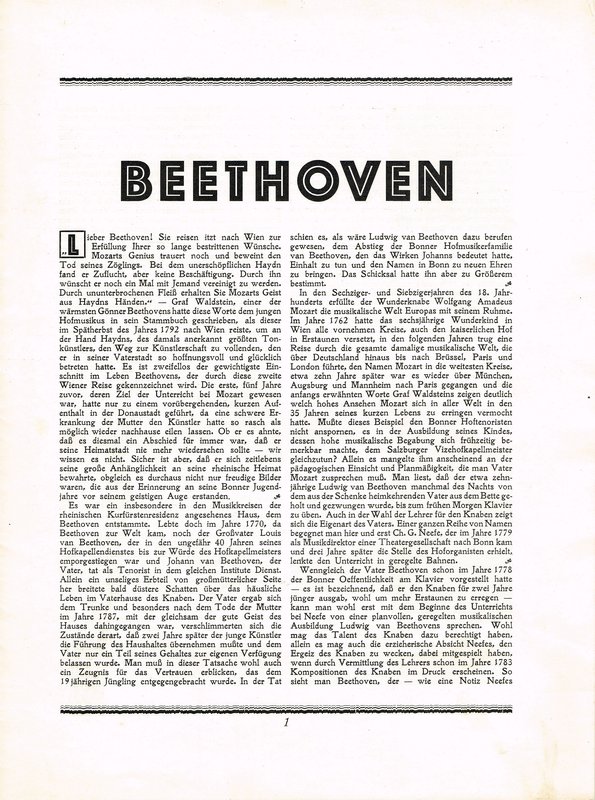 BEETHOVEN
„Lieber Beethoven! Sie reisen itzt nach Wien zur
Erfüllung Ihrer so lange bestrittenen Wünsche.
Mozarts Genius trauert noch und beweint den
Tod seines Zöglings. Bei dem unerschöpflichen Haydn
fand er Zuflucht, aber keine Beschäftigung. Durch ihn
wünscht er noch ein Mal mit Jemand vereinigt zu werden.
Durch ununterbrochenen Fleiß erhalten Sie Mozarts Geist
aus Haydns Händen.“ — Graf Waldstein, einer der
wärmsten Gönner Beethovens hatte diese Worte dem jungen
Hofmusikus in sein Stammbuch geschrieben, als dieser
im Spätherbst des Jahres 1792 nach Wien reiste, um an
der Hand Haydns, des damals anerkannt größten Ton-
künstlers, den Weg zur Künstlerschaft zu vollenden, den
er in seiner Vaterstadt so hoffnungsvoll und glücklich
betreten hatte. Es ist zweifellos der gewichtigste Ein-
schnitt im Leben Beethovens, der durch diese zweite
Wiener Reise gekennzeichnet wird. Die erste, fünf Jahre
zuvor, deren Ziel der Unterricht bei Mozart gewesen
war, hatte nur zu einem vorübergehenden, kurzen Auf-
enthalt in der Donaustadt geführt, da eine schwere Er-
krankung der Mutter den Künstler hatte so rasch als
möglich wieder nachhause eilen lassen. Ob er es ahnte,
daß es diesmal ein Abschied für immer war, daß er
seine Heimatstadt nie mehr wiedersehen sollte — wir
wissen es nicht. Sicher ist aber, daß er sich zeitlebens
seine große Anhänglichkeit an seine rheinische Heimat
bewahrte, obgleich es durchaus nicht nur freudige Bilder
waren, die aus der Erinnerung an seine Bonner Jugend-
jahre vor seinem geistigen Auge erstanden.
Es war ein insbesondere in den Musikkreisen der
rheinischen Kurfürstenresidenz angesehenes Haus, dem
Beethoven entstammte. Lebte doch im Jahre 1770, da
Beethoven zur Welt kam, noch der Großvater Louis
van Beethoven, der in den ungefähr 40 Jahren seines
Hofkapellendienstes bis zur Würde des Hofkapellmeisters
emporgestiegen war und Johann van Beethoven, der
Vater, tat als Tenorist in dem gleichen Institute Dienst.
Allein ein unseliges Erbteil von großmütterlicher Seite
her breitete bald düstere Schatten über das häusliche
Leben im Vaterhause des Knaben. Der Vater ergab sich
dem Trunke und besonders nach dem Tode der Mutter
im Jahre 1787, mit der gleichsam der gute Geist des
Hauses dahingegangen war, verschlimmerten sich die
Zustände derart, daß zwei Jahre später der junge Künstler
die Führung des Haushaltes übernehmen mußte und dem
Vater nur ein Teil seines Gehaltes zur eigenen Verfügung
belassen wurde. Man muß in dieser Tatsache wohl auch
ein Zeugnis für das Vertrauen erblicken, das dem
19jährigen Jüngling entgegengebracht wurde. In der Tat
schien es, als wäre Ludwig van Beethoven dazu berufen
gewesen, dem Abstieg der Bonner Hofmusikerfamilie
van Beethoven, den das Wirken Johanns bedeutet hatte,
Einhalt zu tun und den Namen in Bonn zu neuen Ehren
zu bringen. Das Schicksal hatte ihn aber zu Größerem
bestimmt.
In den Sechziger- und Siebzigerjahren des 18. Jahr-
hunderts erfüllte der Wunderknabe Wolfgang Amadeus
Mozart die musikalische Welt Europas mit seinem Ruhme.
Im Jahre 1762 hatte das sechsjährige Wunderkind in
Wien alle vornehmen Kreise, auch den kaiserlichen Hof
in Erstaunen versetzt, in den folgenden Jahren trug eine
Reise durch die gesamte damalige musikalische Welt, die
über Deutschland hinaus bis nach Brüssel, Paris und
London führte, den Namen Mozart in die weitesten Kreise,
etwa zehn Jahre später war es wieder über München,
Augsburg und Mannheim nach Paris gegangen und die
anfangs erwähnten Worte Graf Waldsteins zeigen deutlich
welch hohes Ansehen Mozart sich in aller Welt in den
35 Jahren seines kurzen Lebens zu erringen vermocht
hatte. Mußte dieses Beispiel den Bonner Hoftenoristen
nicht anspornen, es in der Ausbildung seines Kindes,
dessen hohe musikalische Begabung sich frühzeitig be-
merkbar machte, dem Salzburger Vizehofkapellmeister
gleichzutun? Allein es mangelte ihm anscheinend an der
pädagogischen Einsicht und Planmäßigkeit, die man Vater
Mozart zusprechen muß. Man liest, daß der etwa zehn-
jährige Ludwig van Beethoven manchmal des Nachts von
dem aus der Schenke heimkehrenden Vater aus dem Bette ge-
holt und gezwungen wurde, bis zum frühen Morgen Klavier
zu üben. Auch in der Wahl der Lehrer für den Knaben zeigt
sich die Eigenart des Vaters. Einer ganzen Reihe von Namen
begegnet man hier und erst Ch. G. Neefe, der im Jahre 1779
als Musikdirektor einer Theatergesellschaft nach Bonn kam
und drei Jahre später die Stelle des Hoforganisten erhielt,
lenkte den Unterricht in geregelte Bahnen.
Wenngleich der Vater Beethoven schon im Jahre 1778
der Bonner Oeffentlichkeit am Klavier vorgestellt hatte
— es ist bezeichnend, daß er den Knaben für zwei Jahre
jünger ausgab, wohl um mehr Erstaunen zu erregen —
kann man wohl erst mit dem Beginne des Unterrichts
bei Neefe von einer planvollen, geregelten musikalischen
Ausbildung Ludwig van Beethovens sprechen. Wohl
mag das Talent des Knaben dazu berechtigt haben,
allein es mag auch die erzieherische Absicht Neefes, den
Ergeiz des Knaben zu wecken, dabei mitgespielt haben,
wenn durch Vermittlung des Lehrers schon im Jahre 1783
Kompositionen des Knaben im Druck erscheinen. So
sieht man Beethoven, der — wie eine Notiz Neefes
1